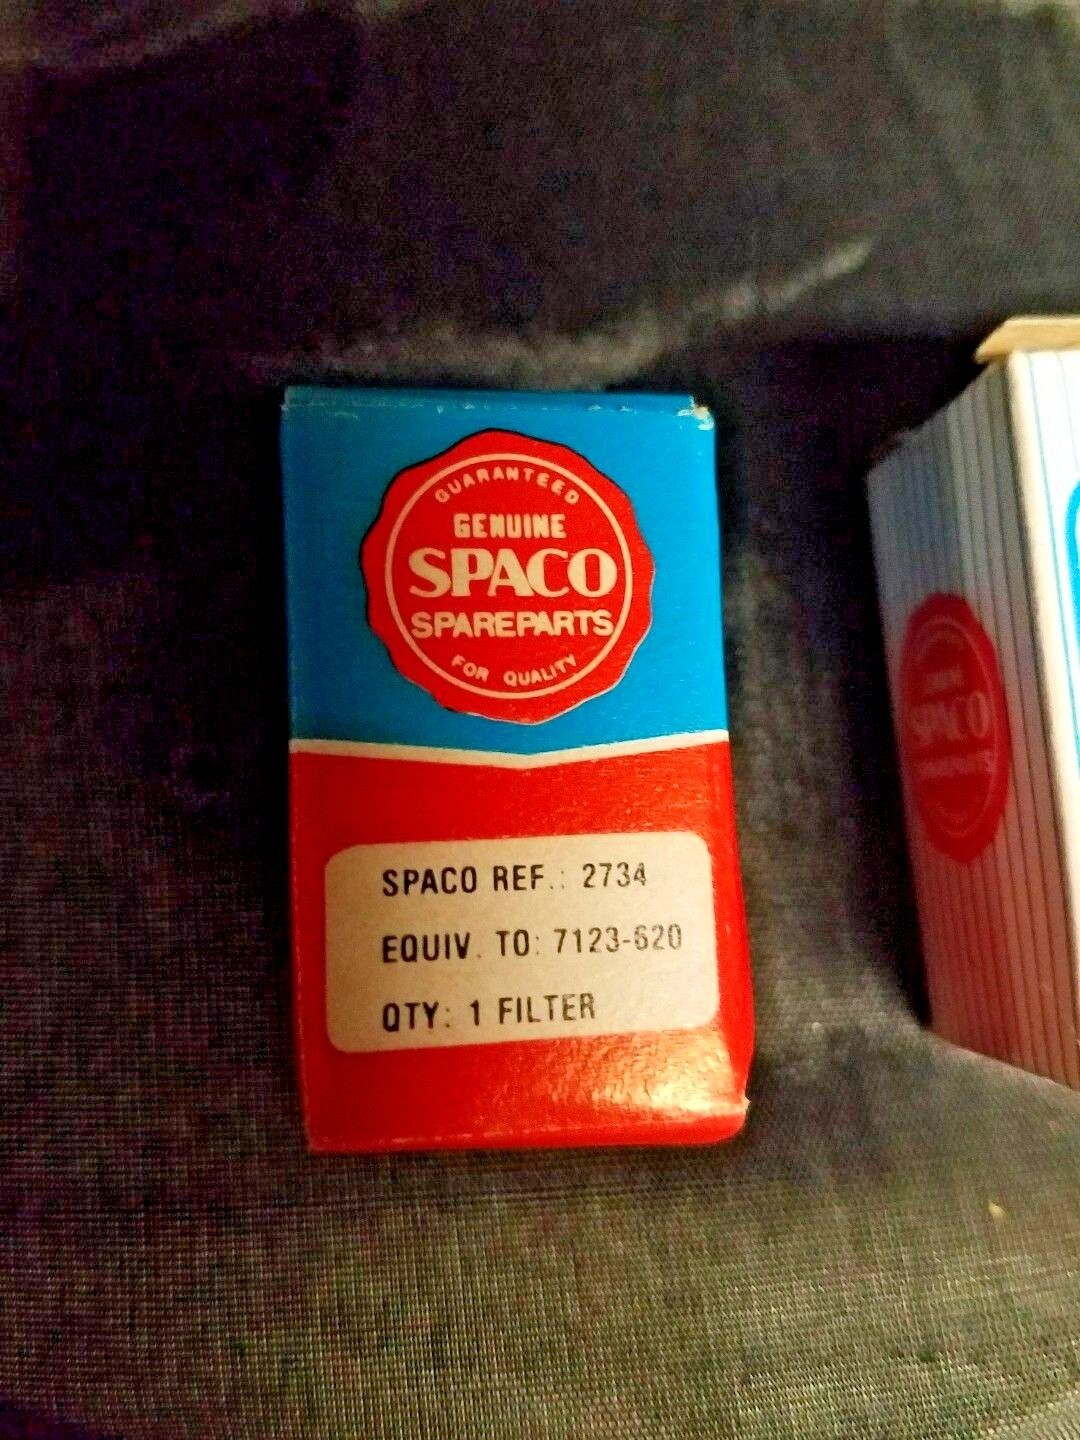 GUARANTEED
GENUINE
SPACO
SPAREPARTS
FOR QUALITY
SPACO REF.: 2734
EQUIV. TO: 7123-620
QTY: 1 FILTER
SPACO